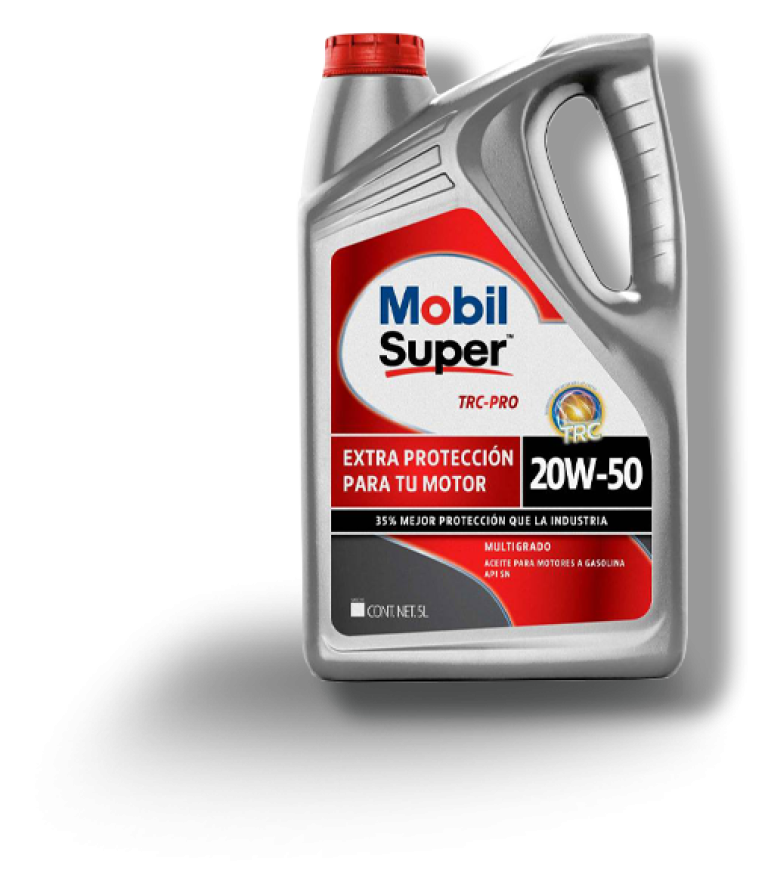 Mobil
Super™
TRC-PRO
TRC
EXTRA PROTECCIÓN
PARA TU MOTOR
20W-50
35% MEJOR PROTECCIÓN QUE LA INDUSTRIA
MULTIGRADO
ACEITE PARA MOTORES A GASOLINA
API SN
CONT. NET. 5L